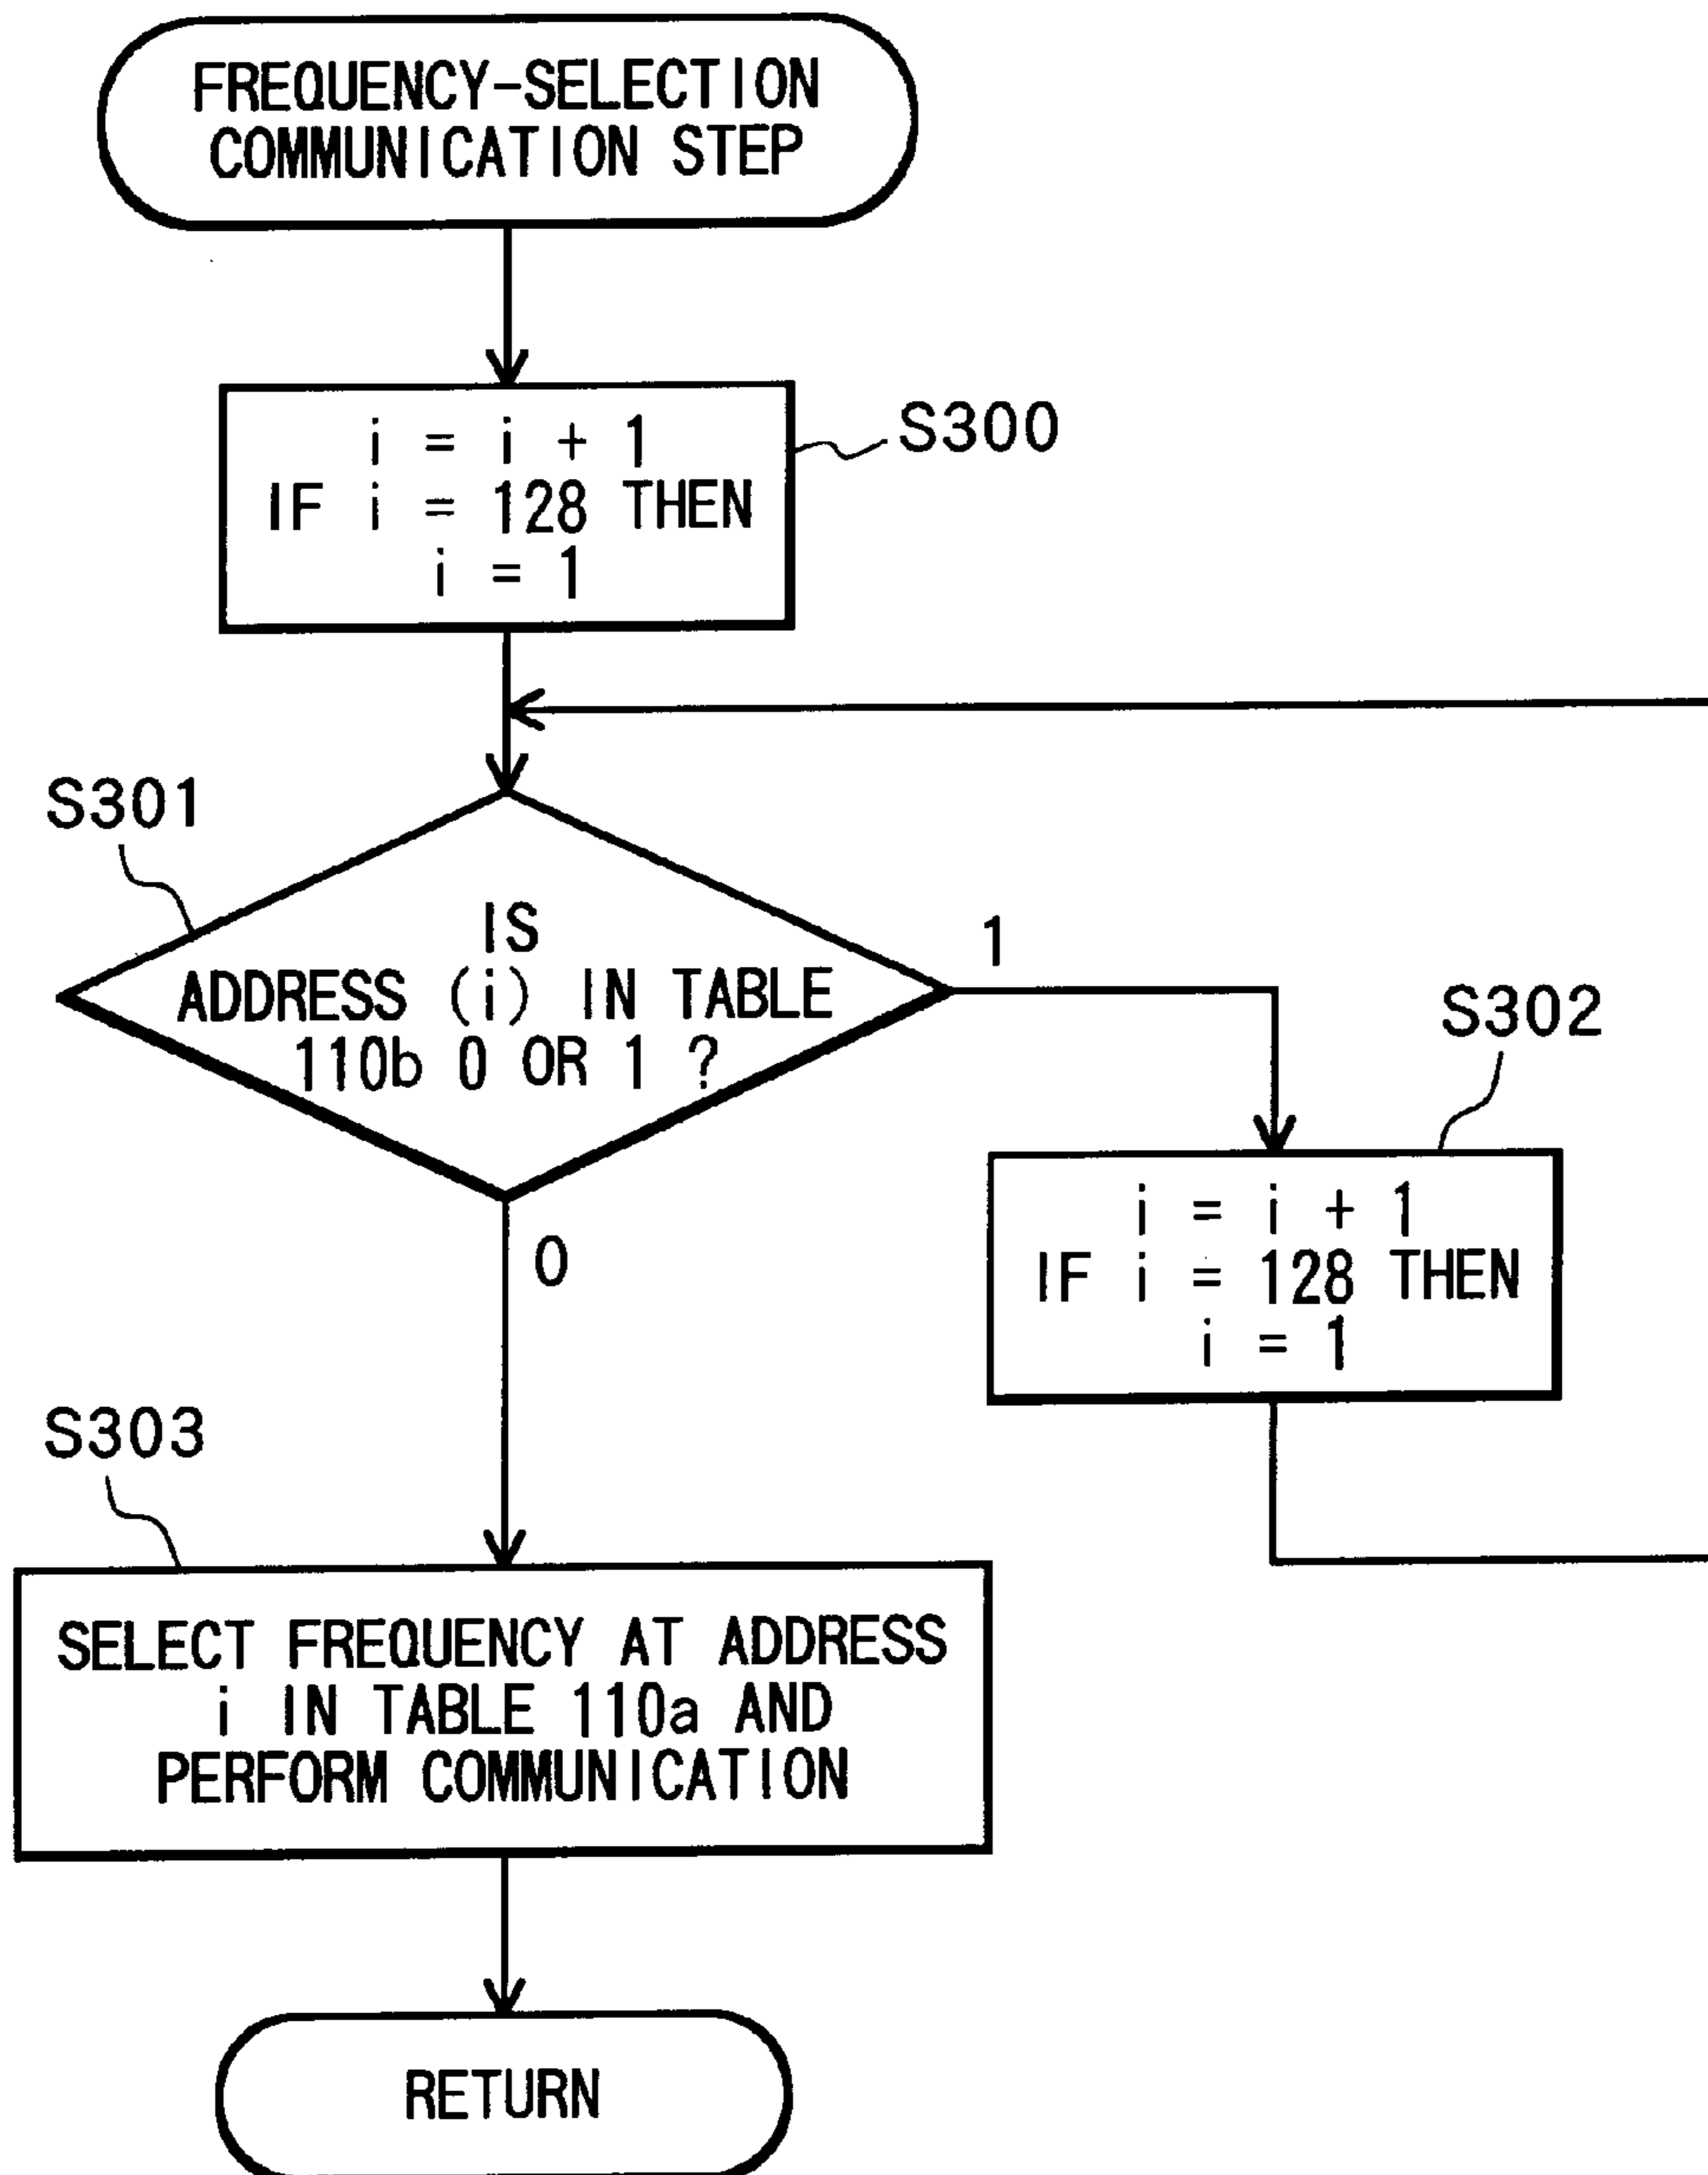 FREQUENCY-SELECTION
COMMUNICATION STEP
i = i + 1
IF i = 128 THEN
i = 1
S300
S301
IS
ADDRESS (i) IN TABLE
110b 0 OR 1 ?
1
0
S302
i = i + 1
IF i = 128 THEN
i = 1
S303
SELECT FREQUENCY AT ADDRESS
i IN TABLE 110a AND
PERFORM COMMUNICATION
RETURN